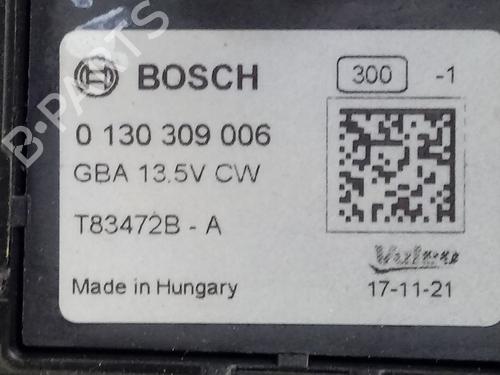 BOSCH
300 -1
0 130 309 006
GBA 13.5V CW
T83472B - A
Made in Hungary
17-11-21
B-PARTS